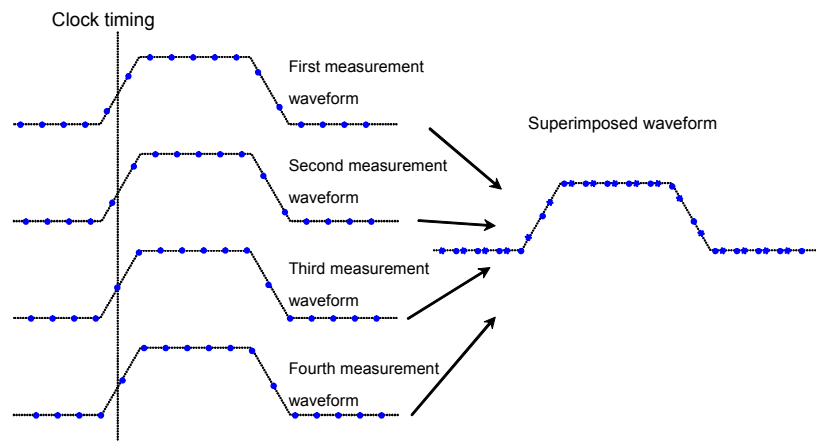 Clock timing
First measurement
waveform
Superimposed waveform
Second measurement
waveform
Third measurement
waveform
Fourth measurement
waveform